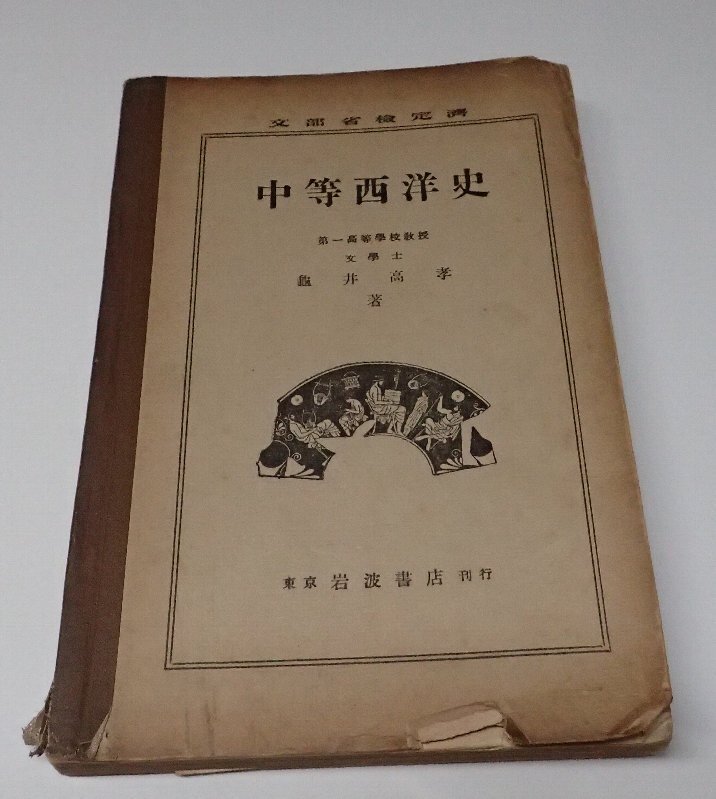 文部省檢定濟
中等西洋史
第一高等學校敎授
文學士
龜井高孝
著
東京 岩波書店 刊行